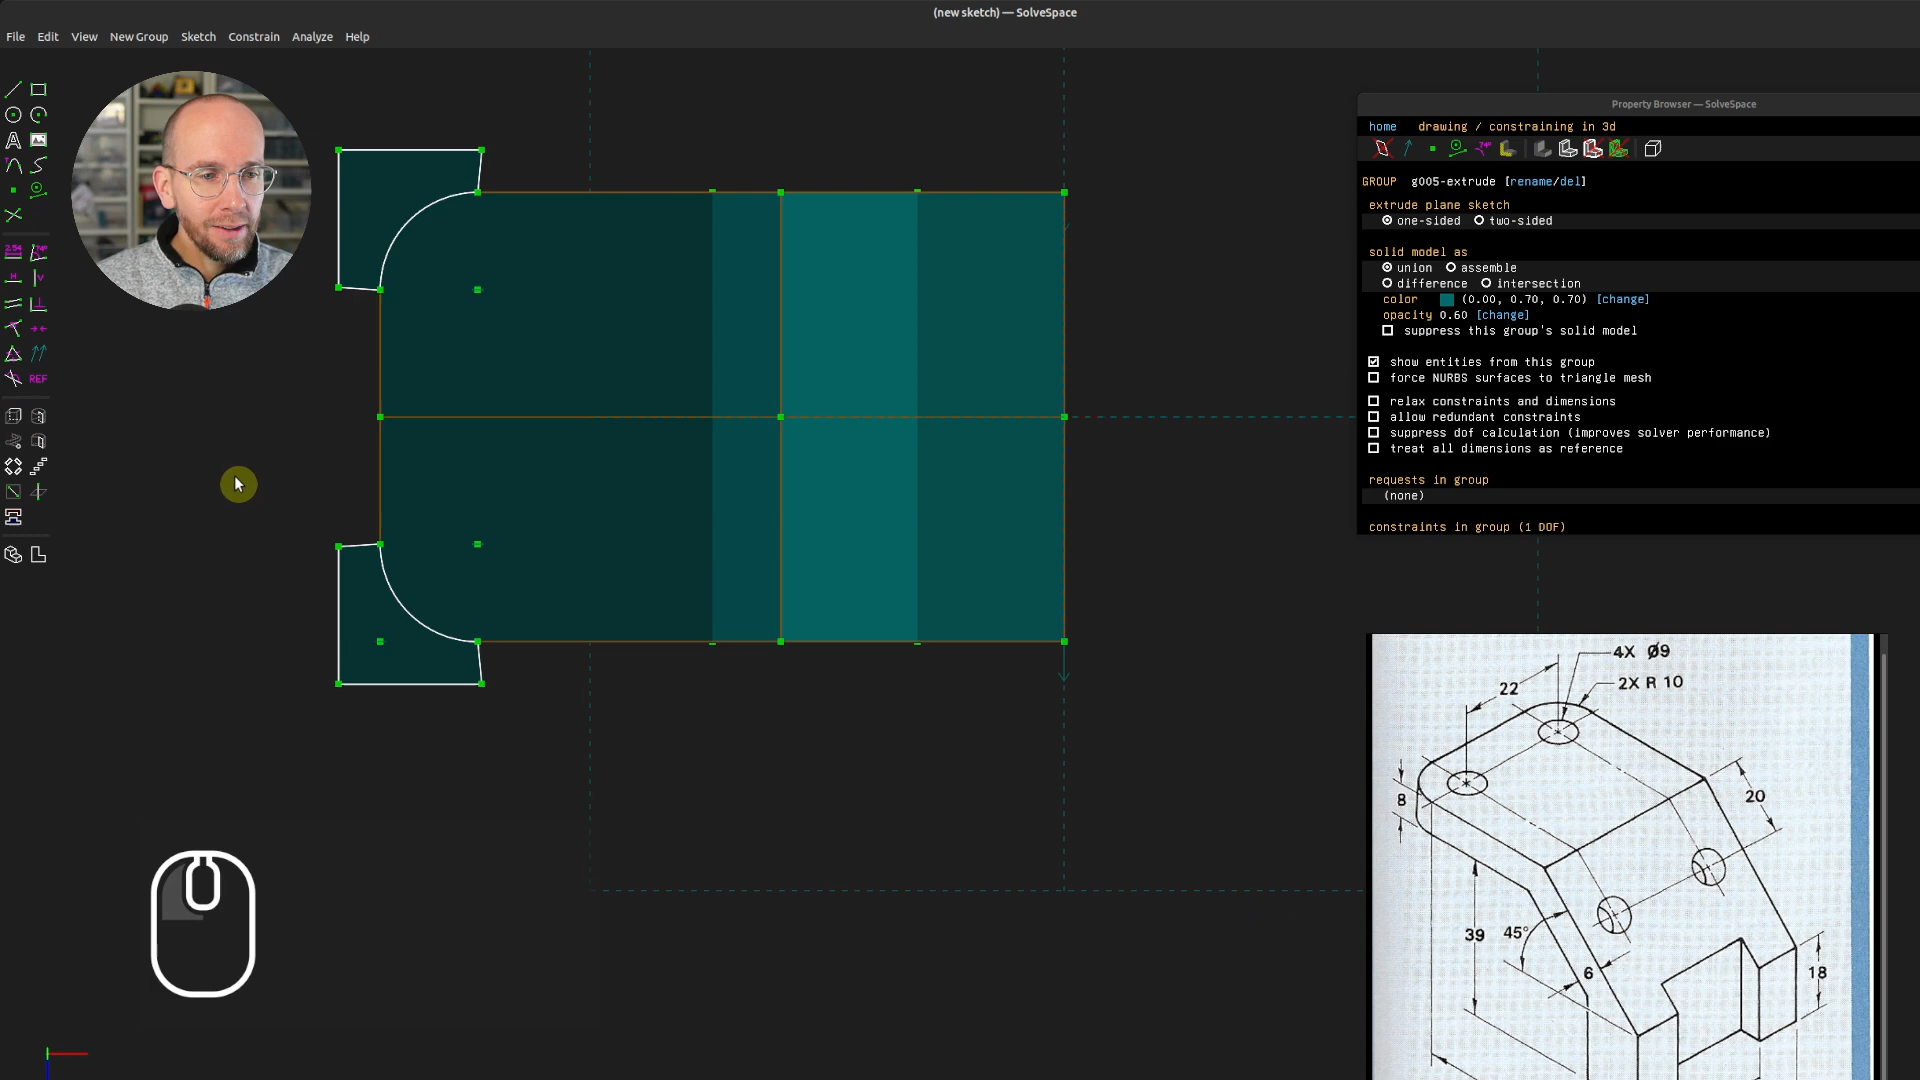 (new sketch) — SolveSpace
File Edit View New Group Sketch Constrain Analyze Help
Property Browser — SolveSpace
home drawing / constraining in 3d
GROUP g005-extrude [rename/del]
extrude plane sketch
one-sided two-sided
solid model as
union assemble
difference intersection
color (0.00, 0.70, 0.70) [change]
opacity 0.60 [change]
suppress this group's solid model
show entities from this group
force NURBS surfaces to triangle mesh
relax constraints and dimensions
allow redundant constraints
suppress dof calculation (improves solver performance)
treat all dimensions as reference
requests in group
(none)
constraints in group (1 DOF)
2.54
H
V
REF
4X Ø9
22
2X R 10
8
20
39
45°
6
18